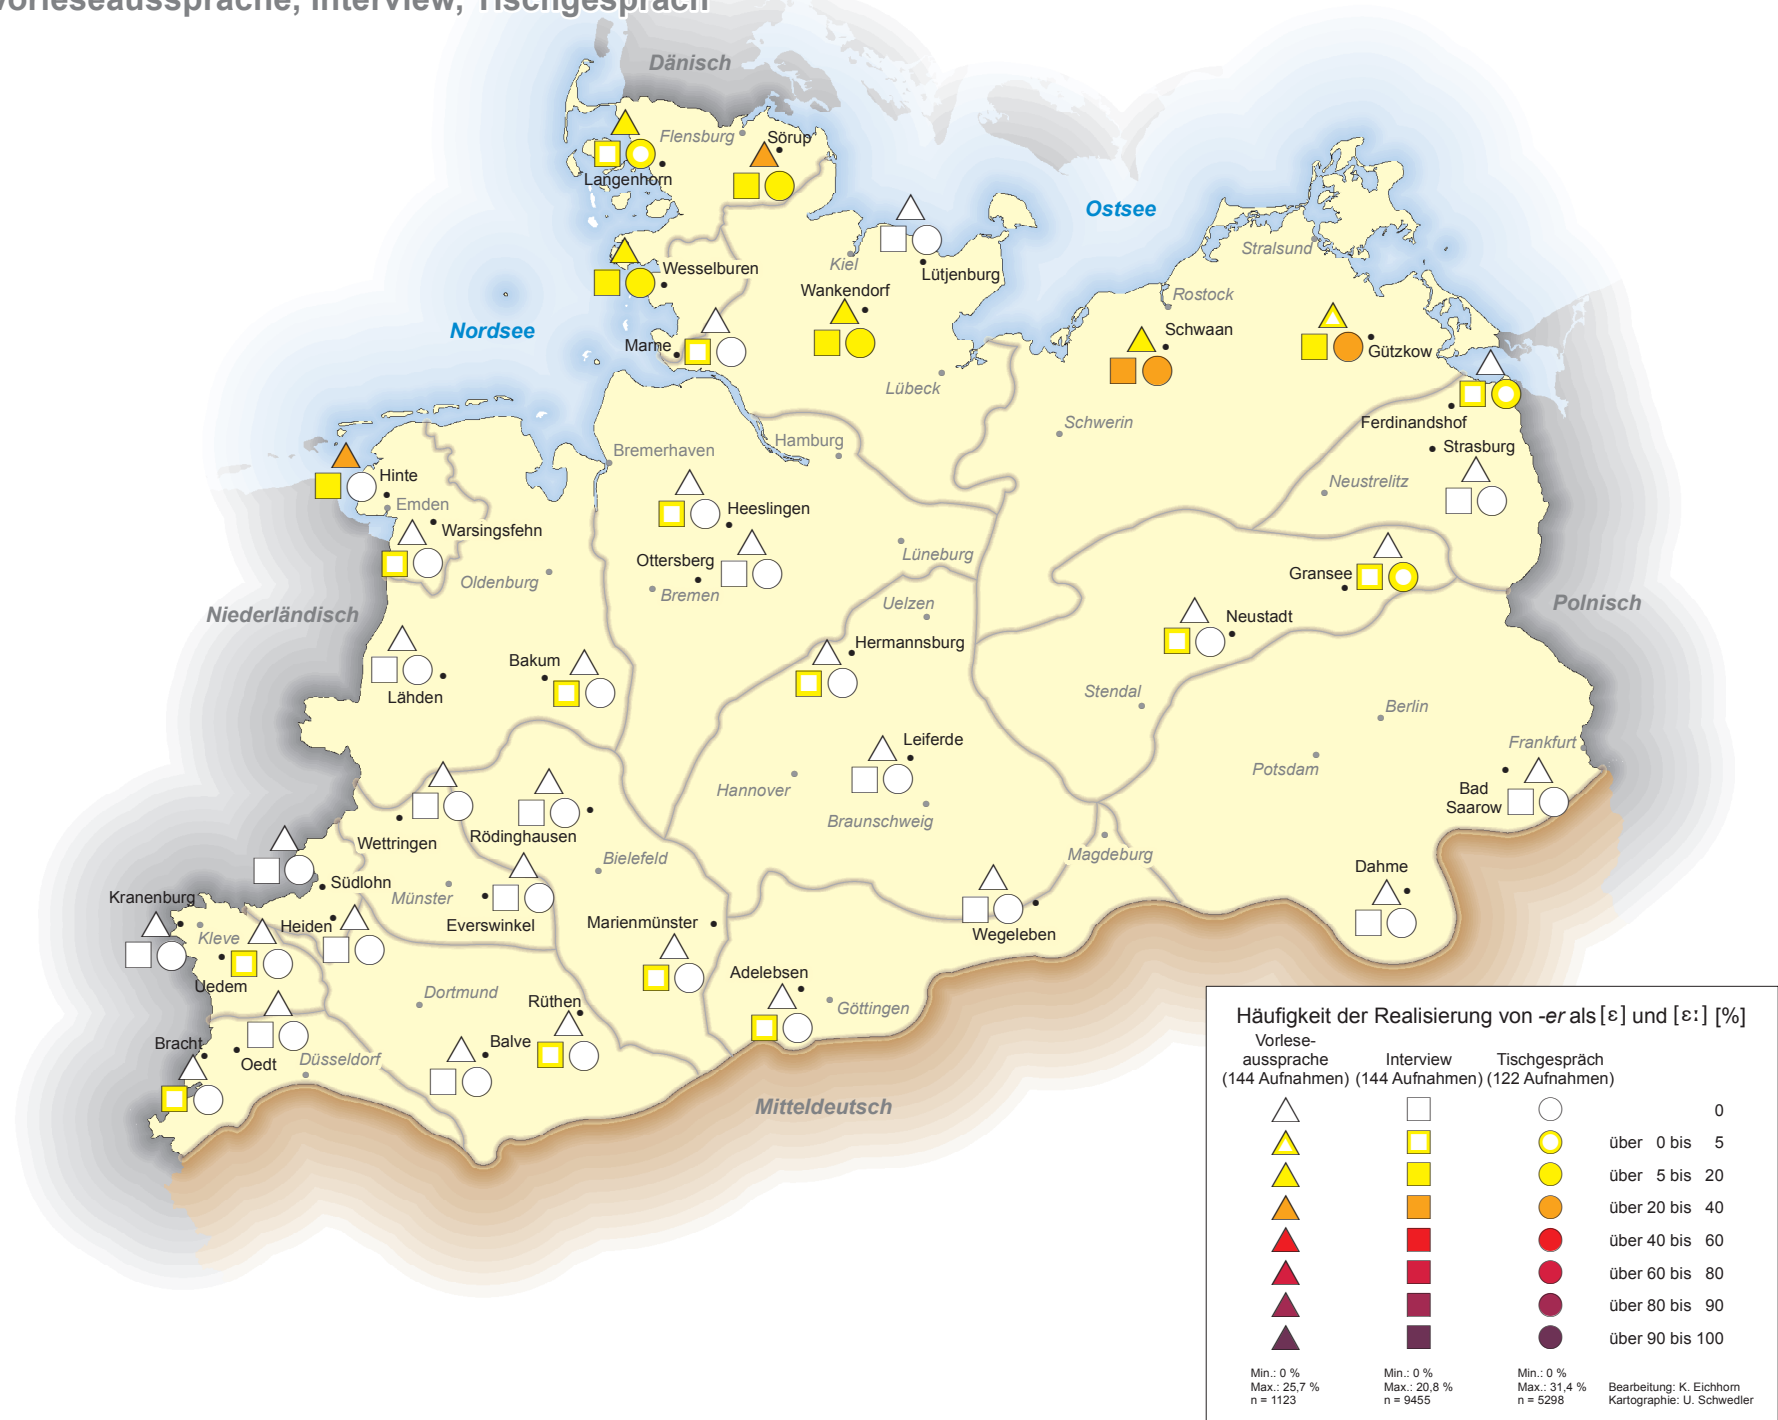 Vorleseaussprache, Interview, Tischgespräch
Dänisch
Flensburg
Sörup
Langenhorn
Ostsee
Stralsund
Kiel
Lütjenburg
Wesselburen
Wankendorf
Rostock
Nordsee
Schwaan
Marne
Gützkow
Lübeck
Schwerin
Ferdinandshof
Hamburg
Bremerhaven
Strasburg
Hinte
Neustrelitz
Emden
Heeslingen
Warsingsfehn
Lüneburg
Ottersberg
Oldenburg
Gransee
Bremen
Uelzen
Niederländisch
Polnisch
Neustadt
Hermannsburg
Bakum
Lähden
Stendal
Berlin
Leiferde
Frankfurt
Hannover
Potsdam
Bad
Saarow
Braunschweig
Rödinghausen
Wettringen
Magdeburg
Bielefeld
Dahme
Südlohn
Kranenburg
Münster
Heiden
Everswinkel
Marienmünster
Kleve
Wegeleben
Adelebsen
Uedem
Dortmund
Rüthen
Göttingen
Bracht
Balve
Oedt
Düsseldorf
Mitteldeutsch
Häufigkeit der Realisierung von -er als [ɛ] und [ɛː] [%]
Vorlese-
aussprache Interview Tischgespräch
(144 Aufnahmen) (144 Aufnahmen) (122 Aufnahmen)
0
über 0 bis 5
über 5 bis 20
über 20 bis 40
über 40 bis 60
über 60 bis 80
über 80 bis 90
über 90 bis 100
Min.: 0 % Min.: 0 % Min.: 0 %
Max.: 25,7 % Max.: 20,8 % Max.: 31,4 % Bearbeitung: K. Eichhorn
n = 1123 n = 9455 n = 5298 Kartographie: U. Schwedler